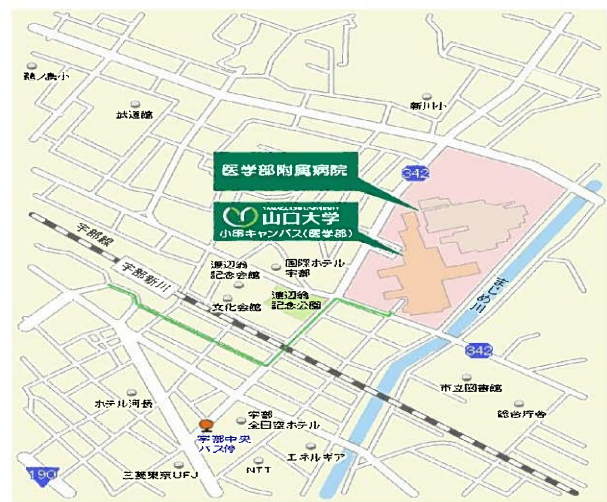 鵜ノ島小
武道館
新川小
医学部附属病院
342
山口大学
小串キャンパス(医学部)
宇部線
宇部新川
渡辺翁
記念会館
国際ホテル
宇部
文化会館
渡辺翁
記念公園
まじめ川
342
市立図書館
総合庁舎
ホテル河長
宇部
全日空ホテル
宇部中央
バス停
エネルギア
NTT
三菱東京UFJ
190